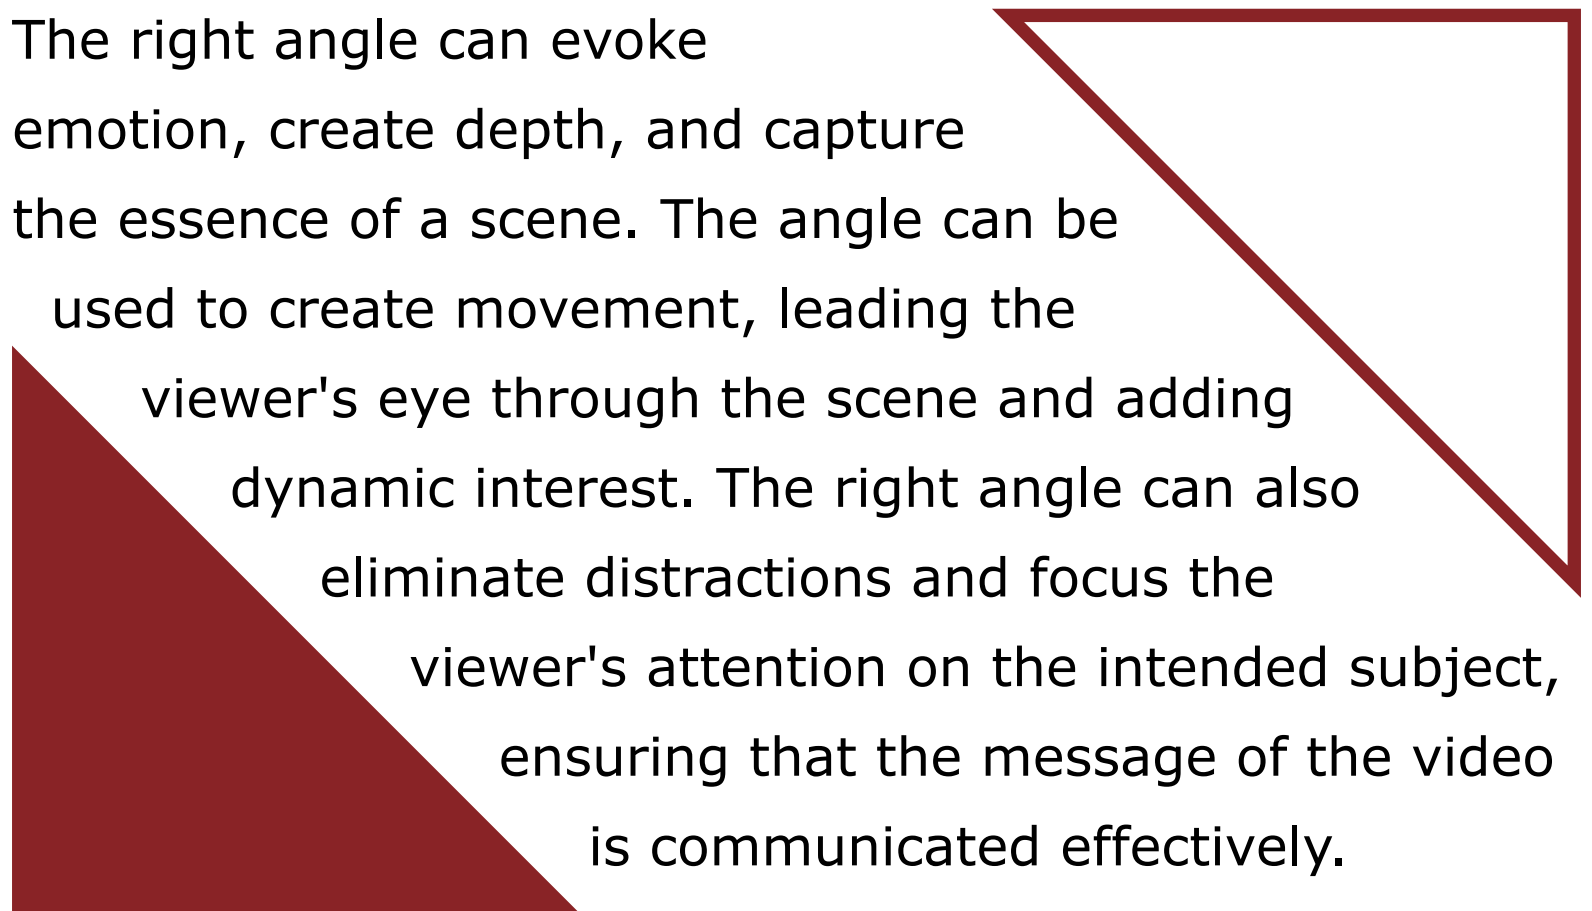 The right angle can evoke
emotion, create depth, and capture
the essence of a scene. The angle can be
used to create movement, leading the
viewer's eye through the scene and adding
dynamic interest. The right angle can also
eliminate distractions and focus the
viewer's attention on the intended subject,
ensuring that the message of the video
is communicated effectively.